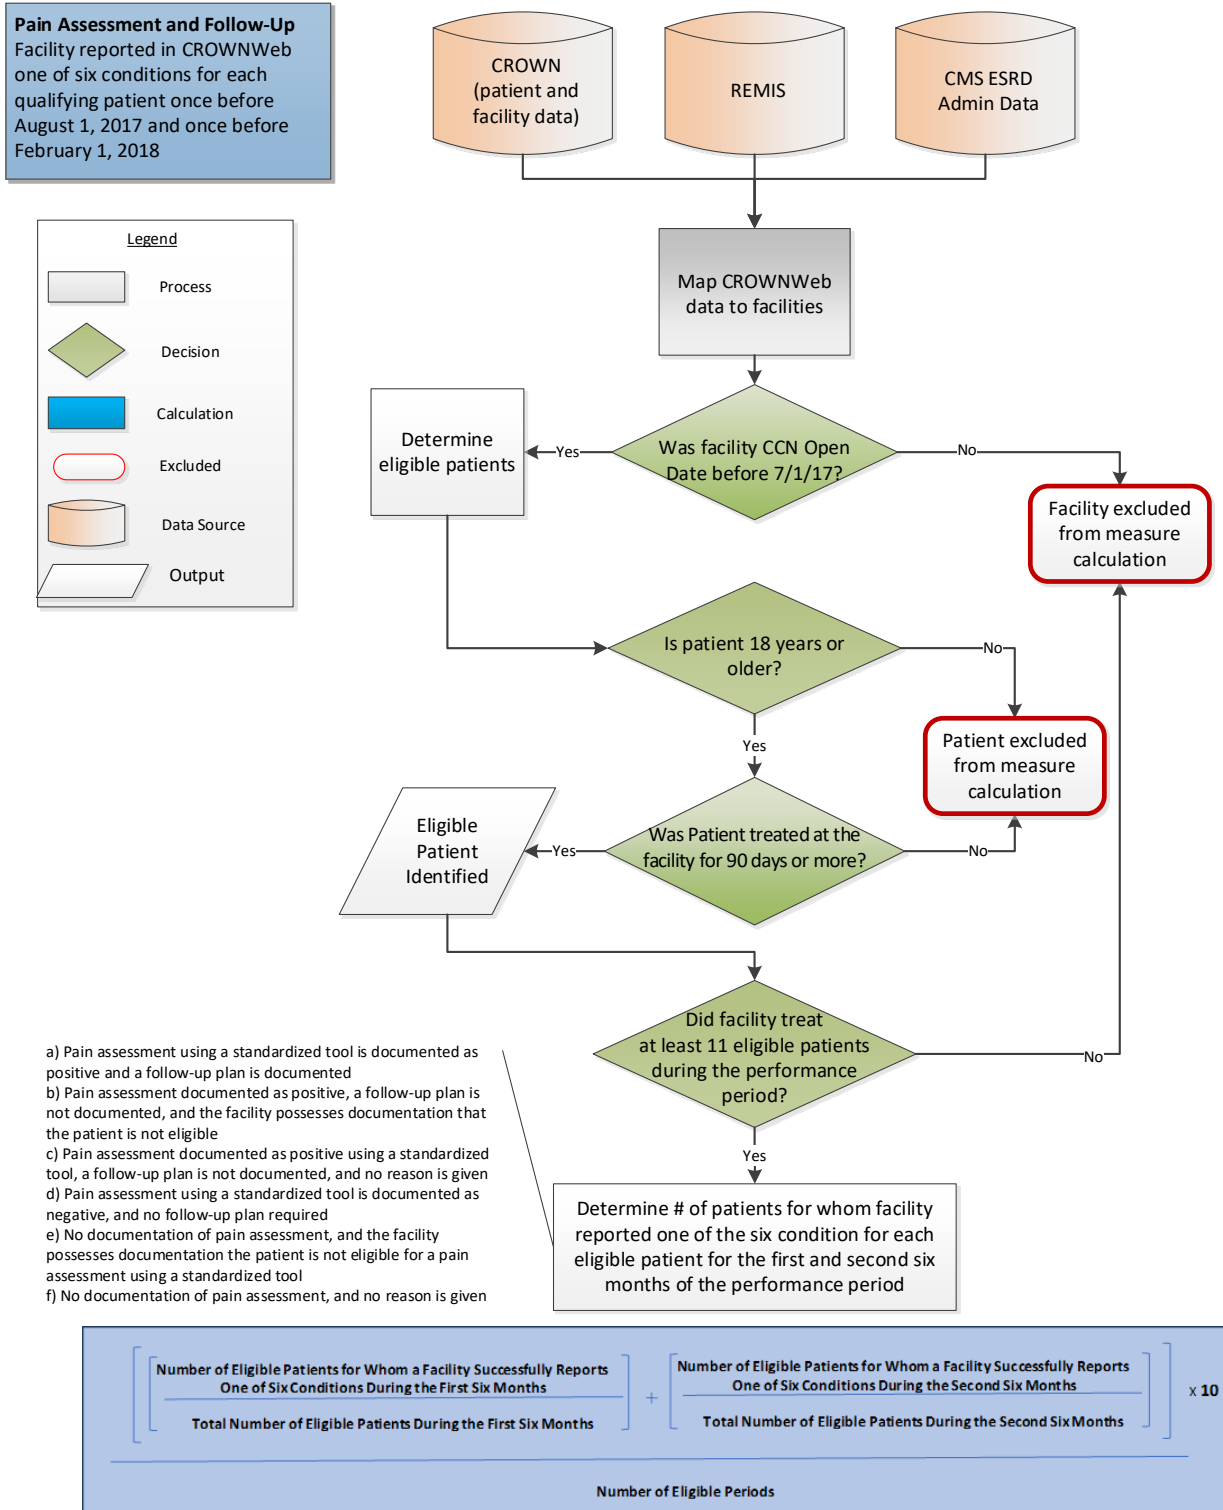 Pain Assessment and Follow-Up
Facility reported in CROWNWeb
one of six conditions for each
qualifying patient once before
August 1, 2017 and once before
February 1, 2018
CROWN
(patient and
facility data)
REMIS
CMS ESRD
Admin Data
Legend
Process
Decision
Calculation
Excluded
Data Source
Output
Map CROWNWeb
data to facilities
Was facility CCN Open
Date before 7/1/17?
Yes
No
Determine
eligible patients
Facility excluded
from measure
calculation
Is patient 18 years or
older?
No
Yes
Patient excluded
from measure
calculation
Was Patient treated at the
facility for 90 days or more?
Yes
No
Eligible
Patient
Identified
Did facility treat
at least 11 eligible patients
during the performance
period?
No
Yes
a) Pain assessment using a standardized tool is documented as
positive and a follow-up plan is documented
b) Pain assessment documented as positive, a follow-up plan is
not documented, and the facility possesses documentation that
the patient is not eligible
c) Pain assessment documented as positive using a standardized
tool, a follow-up plan is not documented, and no reason is given
d) Pain assessment using a standardized tool is documented as
negative, and no follow-up plan required
e) No documentation of pain assessment, and the facility
possesses documentation the patient is not eligible for a pain
assessment using a standardized tool
f) No documentation of pain assessment, and no reason is given
Determine # of patients for whom facility
reported one of the six condition for each
eligible patient for the first and second six
months of the performance period
Number of Eligible Patients for Whom a Facility Successfully Reports
One of Six Conditions During the First Six Months
Total Number of Eligible Patients During the First Six Months
+
Number of Eligible Patients for Whom a Facility Successfully Reports
One of Six Conditions During the Second Six Months
Total Number of Eligible Patients During the Second Six Months
x 10
Number of Eligible Periods